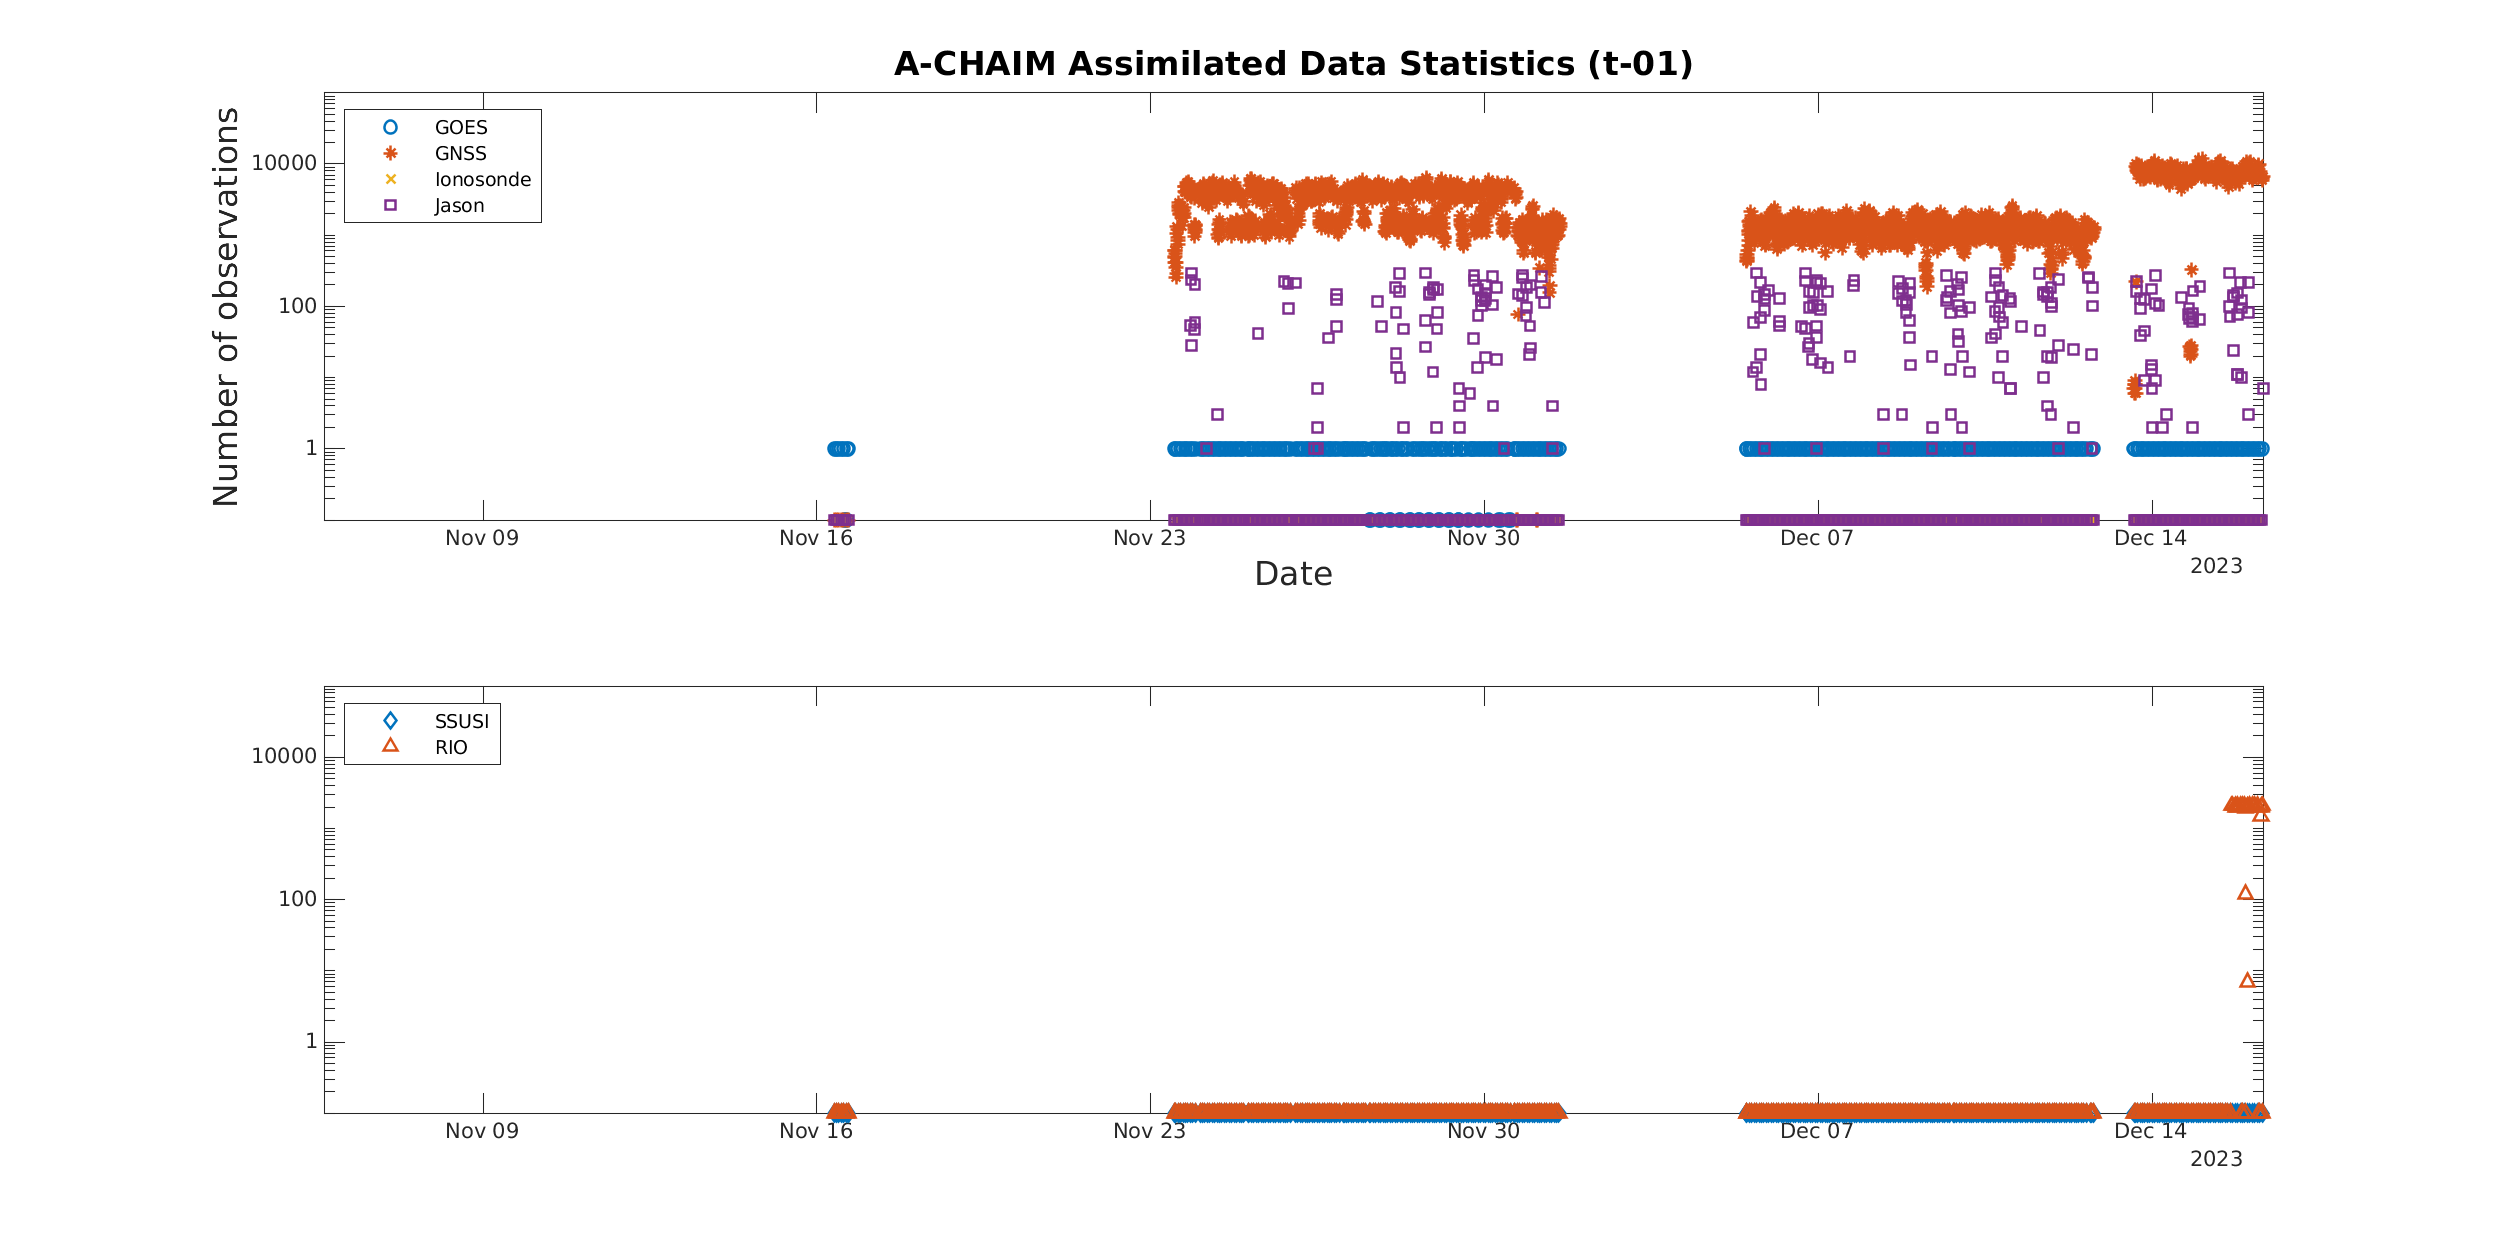 A-CHAIM Assimilated Data Statistics (t-01)
Number of observations
10000
100
1
GOES
GNSS
Ionosonde
Jason
Nov 09
Nov 16
Nov 23
Nov 30
Dec 07
Dec 14
2023
Date
10000
100
1
SSUSI
RIO
Nov 09
Nov 16
Nov 23
Nov 30
Dec 07
Dec 14
2023